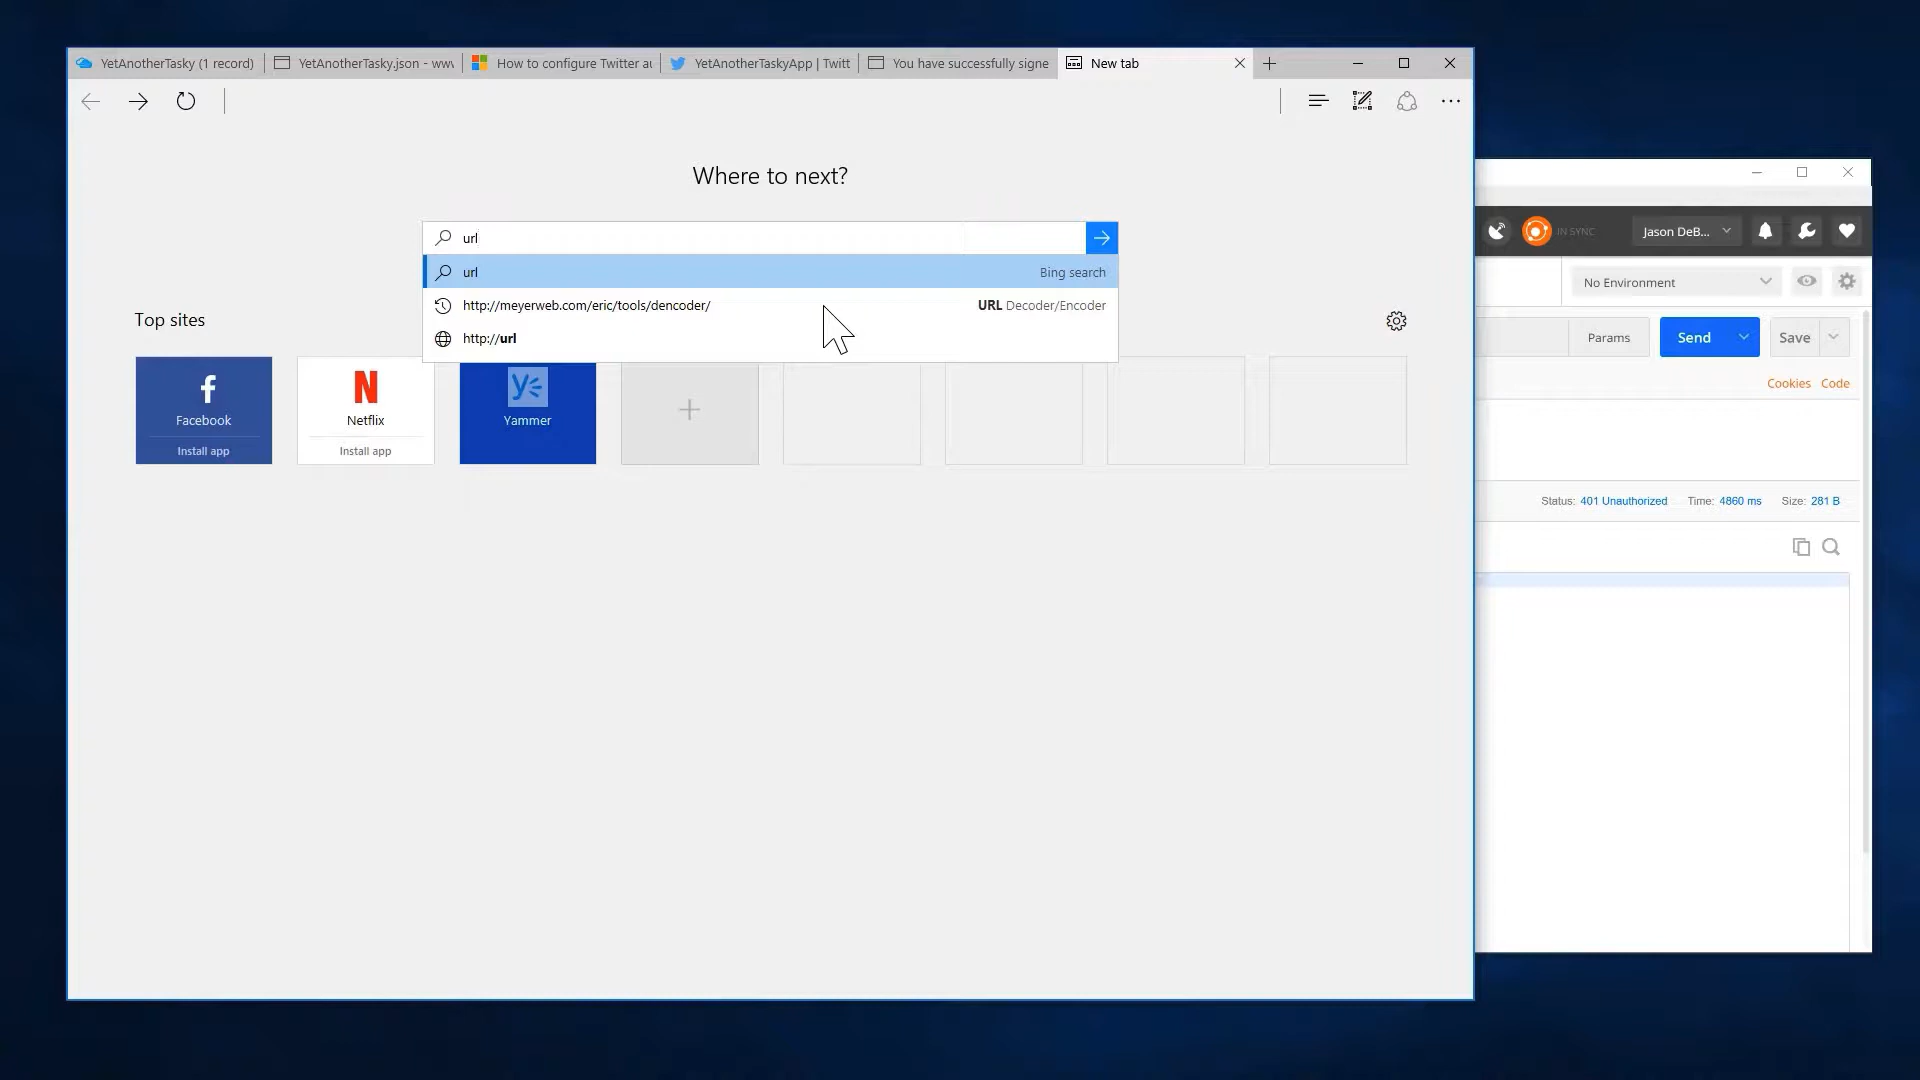 YetAnotherTasky (1 record)
YetAnotherTasky.json - www
How to configure Twitter au
YetAnotherTaskyApp | Twitt
You have successfully signe
New tab
Where to next?
url
url
Bing search
http://meyerweb.com/eric/tools/dencoder/
URL Decoder/Encoder
http://url
Top sites
Facebook
Install app
Netflix
Install app
Yammer
IN SYNC
Jason DeB...
No Environment
Params
Send
Save
Cookies
Code
Status: 401 Unauthorized
Time: 4860 ms
Size: 281 B